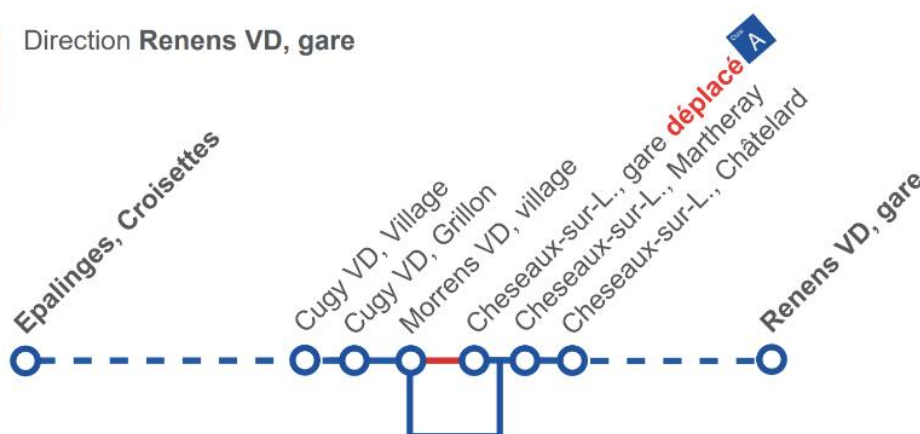 Direction Renens VD, gare
Epalinges, Croisettes
Cugy VD, Village
Cugy VD, Grillon
Morrens VD, village
Cheseaux-sur-L., gare déplacé
Quai
A
Cheseaux-sur-L., Martheray
Cheseaux-sur-L., Châtelard
Renens VD, gare